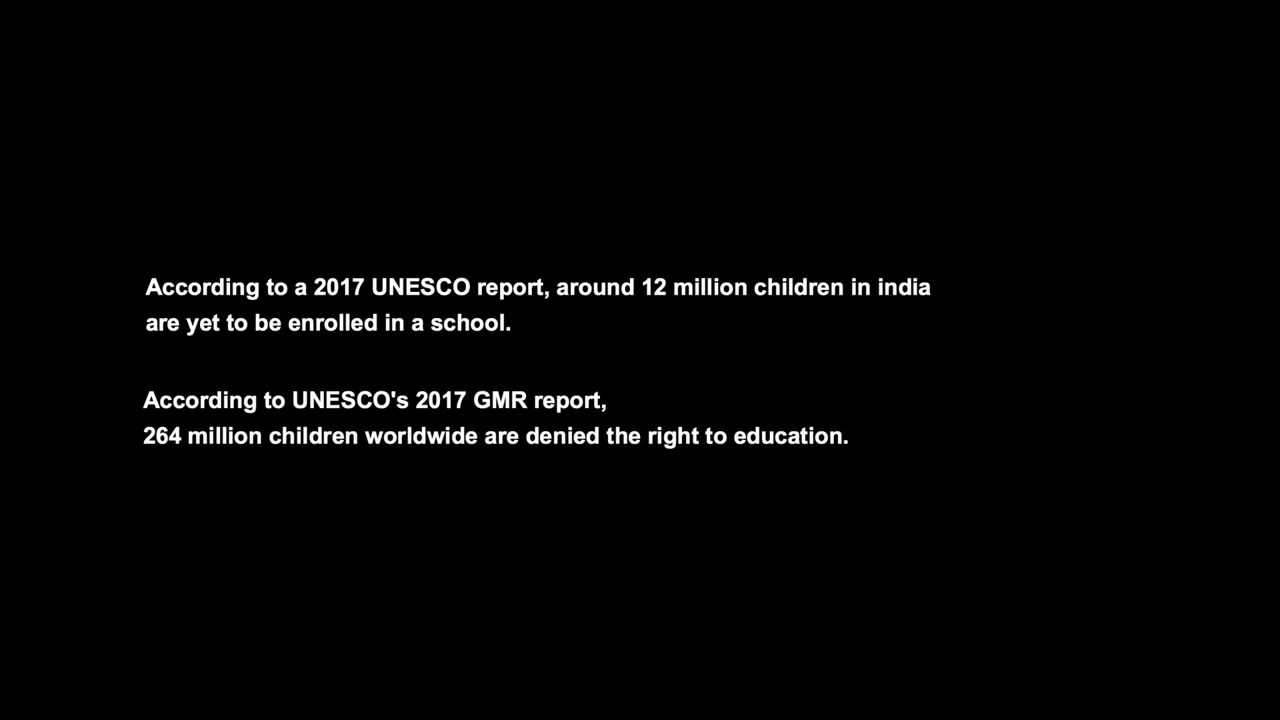 According to a 2017 UNESCO report, around 12 million children in india
are yet to be enrolled in a school.
According to UNESCO's 2017 GMR report,
264 million children worldwide are denied the right to education.